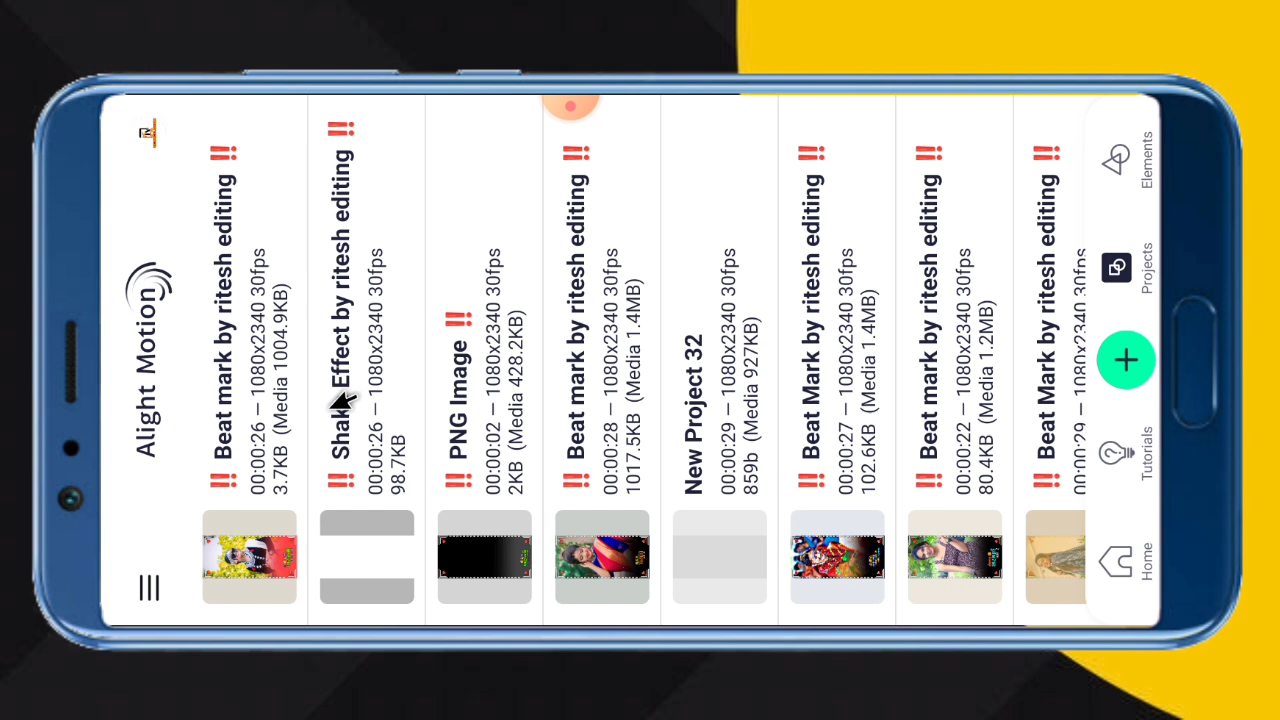 Alight Motion
‼ Beat mark by ritesh editing ‼
00:00:26 — 1080x2340 30fps
3.7KB (Media 1004.9KB)
‼ Shake Effect by ritesh editing ‼
00:00:26 — 1080x2340 30fps
98.7KB
‼ PNG Image ‼
00:00:02 — 1080x2340 30fps
2KB (Media 428.2KB)
‼ Beat mark by ritesh editing ‼
00:00:28 — 1080x2340 30fps
1017.5KB (Media 1.4MB)
New Project 32
00:00:29 — 1080x2340 30fps
859b (Media 927KB)
‼ Beat Mark by ritesh editing ‼
00:00:27 — 1080x2340 30fps
102.6KB (Media 1.4MB)
‼ Beat mark by ritesh editing ‼
00:00:22 — 1080x2340 30fps
80.4KB (Media 1.2MB)
‼ Beat Mark by ritesh editing ‼
00:00:29 — 1080x2340 30fps
Home
Tutorials
Projects
Elements